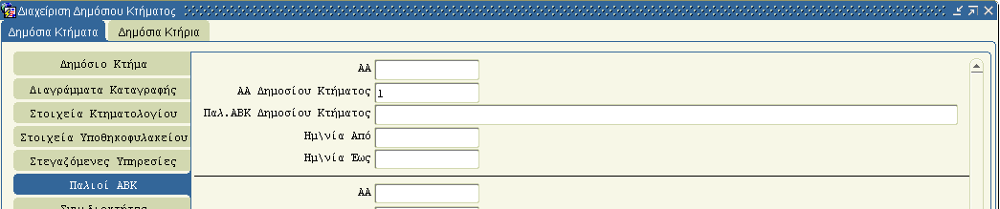 Διαχείριση Δημόσιου Κτήματος
Δημόσια Κτήματα Δημόσια Κτήρια
Δημόσιο Κτήμα
Διαγράμματα Καταγραφής
Στοιχεία Κτηματολογίου
Στοιχεία Υποθηκοφυλακείου
Στεγαζόμενες Υπηρεσίες
Παλιοί ΑΒΚ
ΑΑ
ΑΑ Δημοσίου Κτήματος 1
Παλ.ΑΒΚ Δημοσίου Κτήματος
Ημ\νία Από
Ημ\νία Έως
ΑΑ